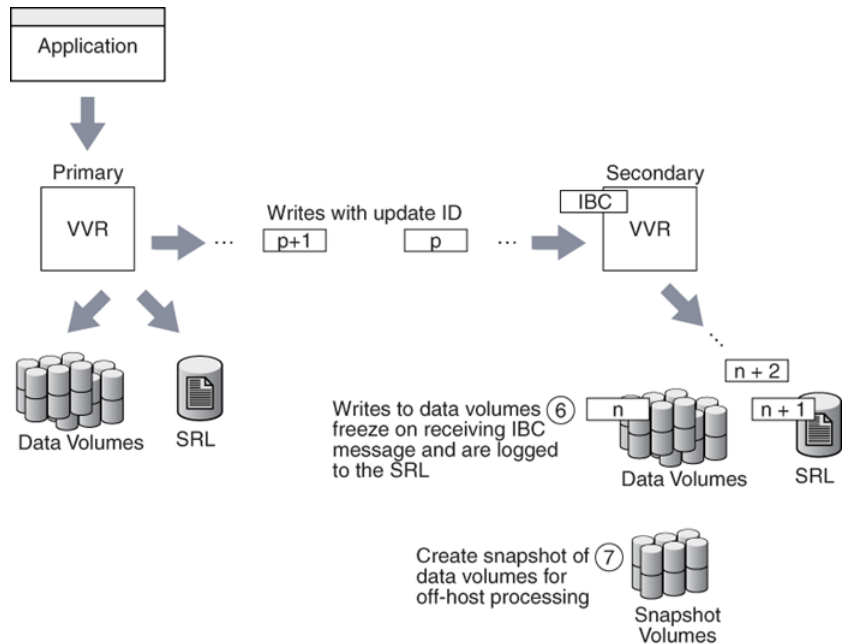 Application
Primary
VVR
Writes with update ID
...
p+1
p
...
Secondary
IBC
VVR
Data Volumes
SRL
...
n + 2
n
n + 1
Writes to data volumes 6
freeze on receiving IBC
message and are logged
to the SRL
Data Volumes
SRL
Create snapshot of 7
data volumes for
off-host processing
Snapshot
Volumes